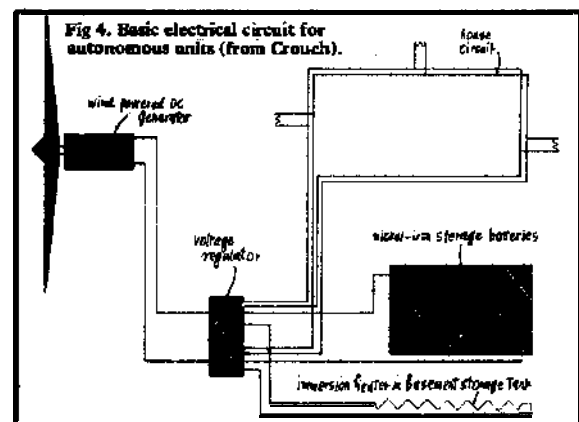 Fig 4. Basic electrical circuit for
autonomous units (from Crouch).
house
circuit
wind powered DC
generator
voltage
regulator
nickel-iron storage batteries
immersion heater in basement storage tank